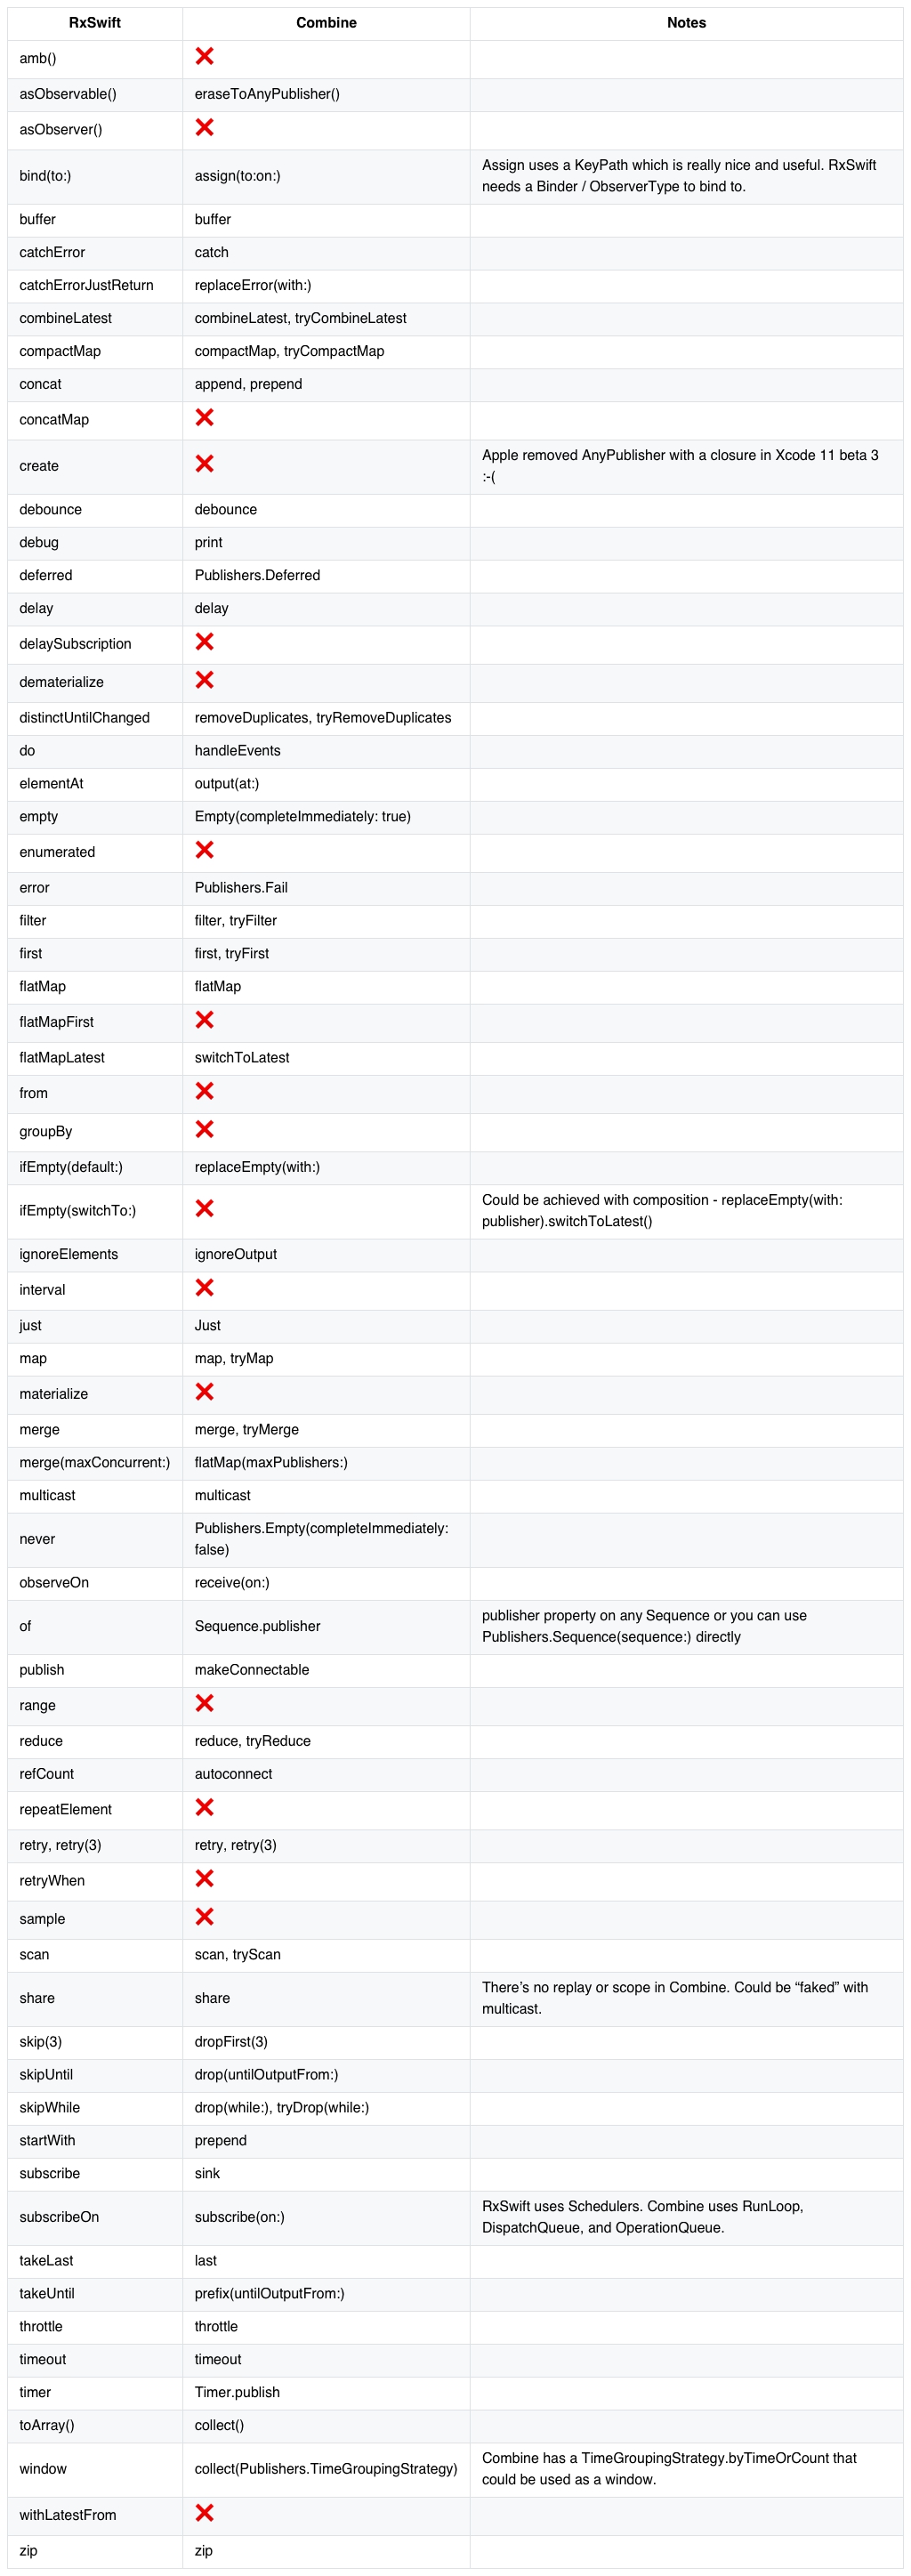 RxSwift Combine Notes
amb() ❌
asObservable() eraseToAnyPublisher()
asObserver() ❌
bind(to:) assign(to:on:) Assign uses a KeyPath which is really nice and useful. RxSwift
needs a Binder / ObserverType to bind to.
buffer buffer
catchError catch
catchErrorJustReturn replaceError(with:)
combineLatest combineLatest, tryCombineLatest
compactMap compactMap, tryCompactMap
concat append, prepend
concatMap ❌
create ❌ Apple removed AnyPublisher with a closure in Xcode 11 beta 3
:-(
debounce debounce
debug print
deferred Publishers.Deferred
delay delay
delaySubscription ❌
dematerialize ❌
distinctUntilChanged removeDuplicates, tryRemoveDuplicates
do handleEvents
elementAt output(at:)
empty Empty(completeImmediately: true)
enumerated ❌
error Publishers.Fail
filter filter, tryFilter
first first, tryFirst
flatMap flatMap
flatMapFirst ❌
flatMapLatest switchToLatest
from ❌
groupBy ❌
ifEmpty(default:) replaceEmpty(with:)
ifEmpty(switchTo:) ❌ Could be achieved with composition - replaceEmpty(with:
publisher).switchToLatest()
ignoreElements ignoreOutput
interval ❌
just Just
map map, tryMap
materialize ❌
merge merge, tryMerge
merge(maxConcurrent:) flatMap(maxPublishers:)
multicast multicast
never Publishers.Empty(completeImmediately:
false)
observeOn receive(on:)
of Sequence.publisher publisher property on any Sequence or you can use
Publishers.Sequence(sequence:) directly
publish makeConnectable
range ❌
reduce reduce, tryReduce
refCount autoconnect
repeatElement ❌
retry, retry(3) retry, retry(3)
retryWhen ❌
sample ❌
scan scan, tryScan
share share There’s no replay or scope in Combine. Could be “faked” with
multicast.
skip(3) dropFirst(3)
skipUntil drop(untilOutputFrom:)
skipWhile drop(while:), tryDrop(while:)
startWith prepend
subscribe sink
subscribeOn subscribe(on:) RxSwift uses Schedulers. Combine uses RunLoop,
DispatchQueue, and OperationQueue.
takeLast last
takeUntil prefix(untilOutputFrom:)
throttle throttle
timeout timeout
timer Timer.publish
toArray() collect()
window collect(Publishers.TimeGroupingStrategy) Combine has a TimeGroupingStrategy.byTimeOrCount that
could be used as a window.
withLatestFrom ❌
zip zip